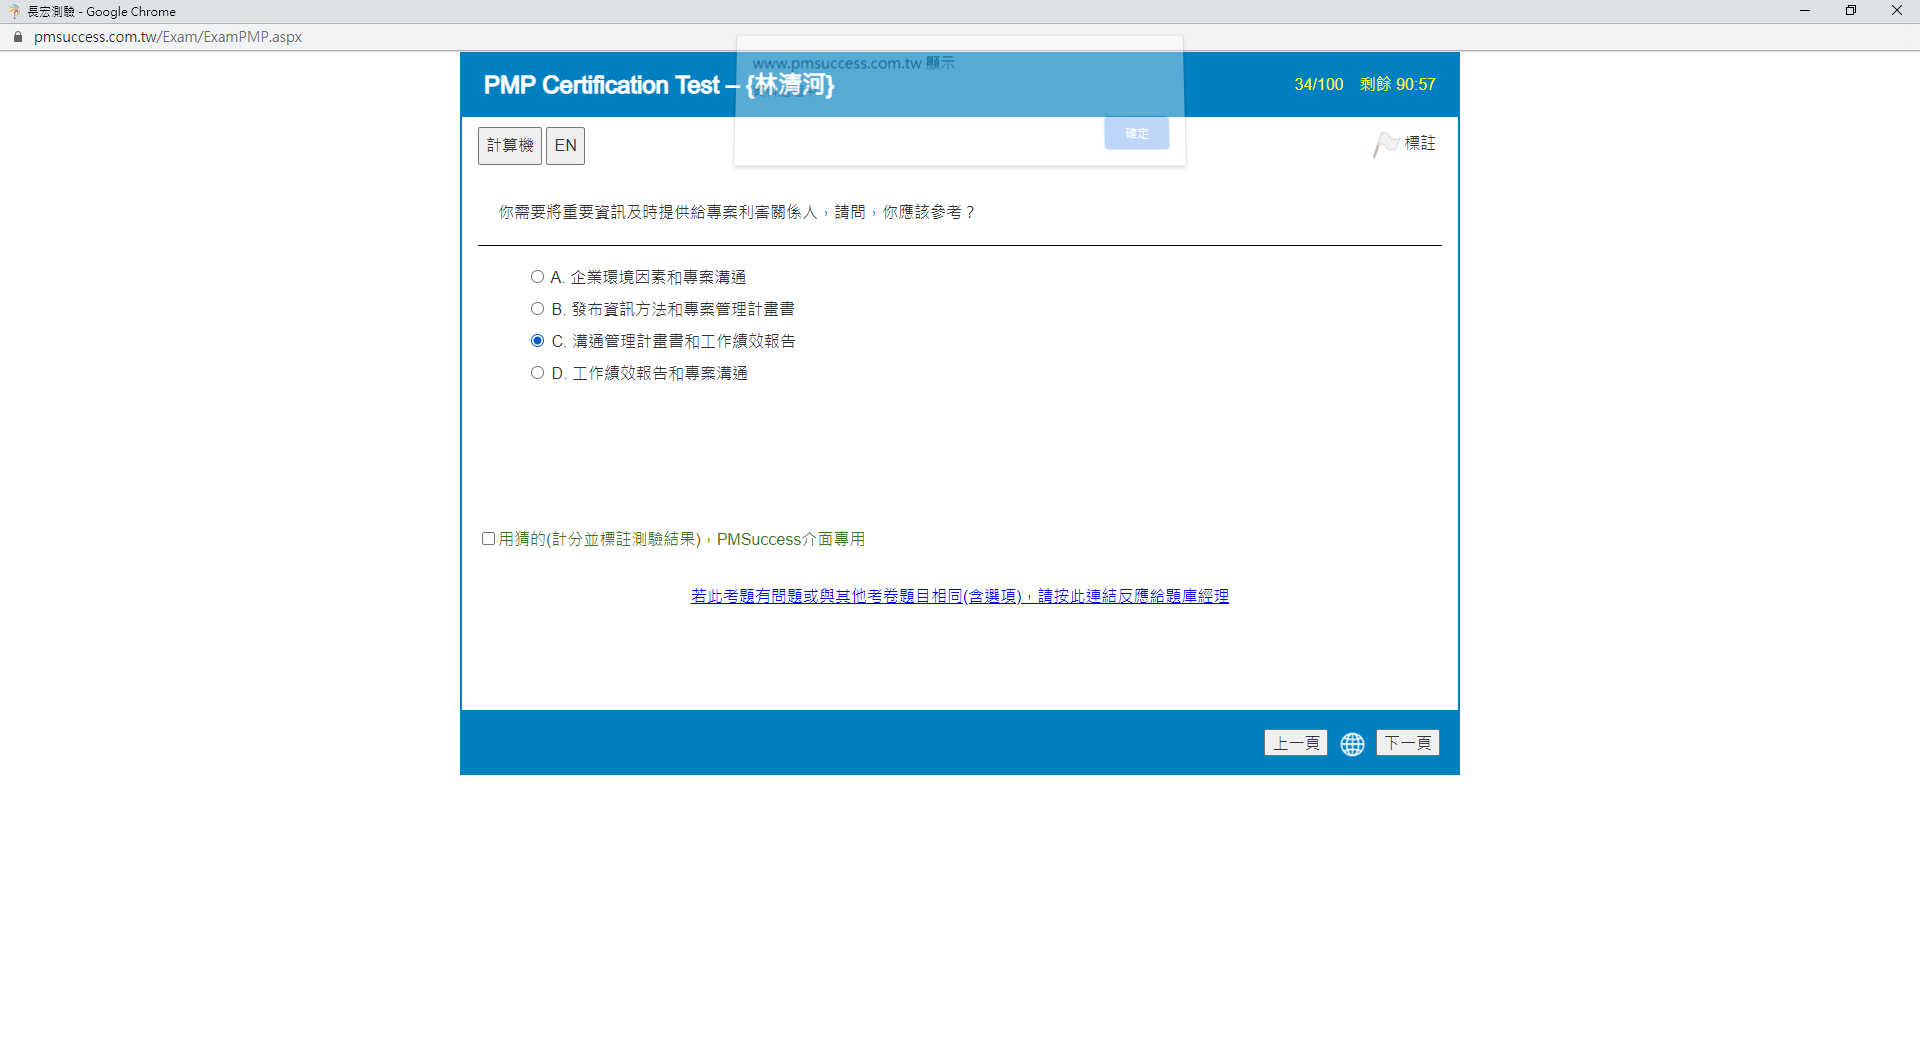 長宏測驗 - Google Chrome
pmsuccess.com.tw/Exam/ExamPMP.aspx
www.pmsuccess.com.tw 顯示
PMP Certification Test – {林清河}
34/100 剩餘 90:57
確定
計算機 EN
標註
你需要將重要資訊及時提供給專案利害關係人，請問，你應該參考？
A. 企業環境因素和專案溝通
B. 發布資訊方法和專案管理計畫書
C. 溝通管理計畫書和工作績效報告
D. 工作績效報告和專案溝通
用猜的(計分並標註測驗結果)，PMSuccess介面專用
若此考題有問題或與其他考卷題目相同(含選項)，請按此連結反應給題庫經理
上一頁 下一頁